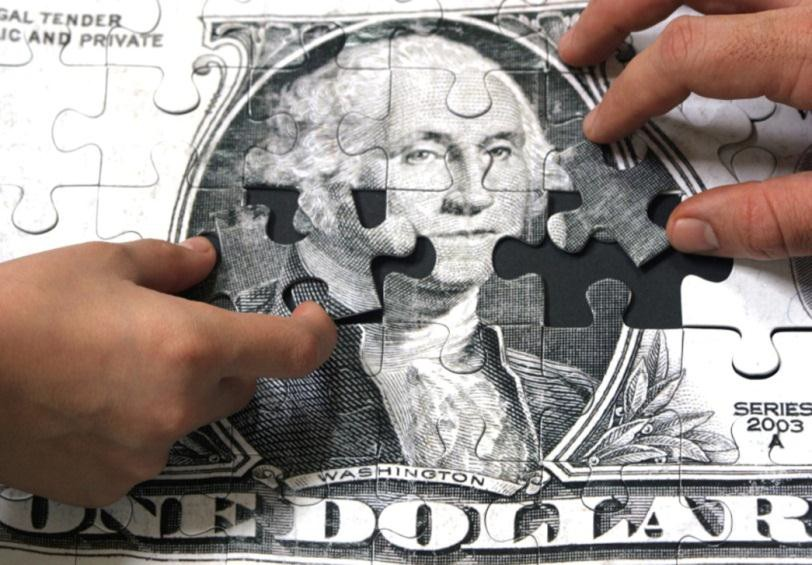 GAL TENDER
IC AND PRIVATE
SERIES
2003
A
WASHINGTON
ONE DOLLAR